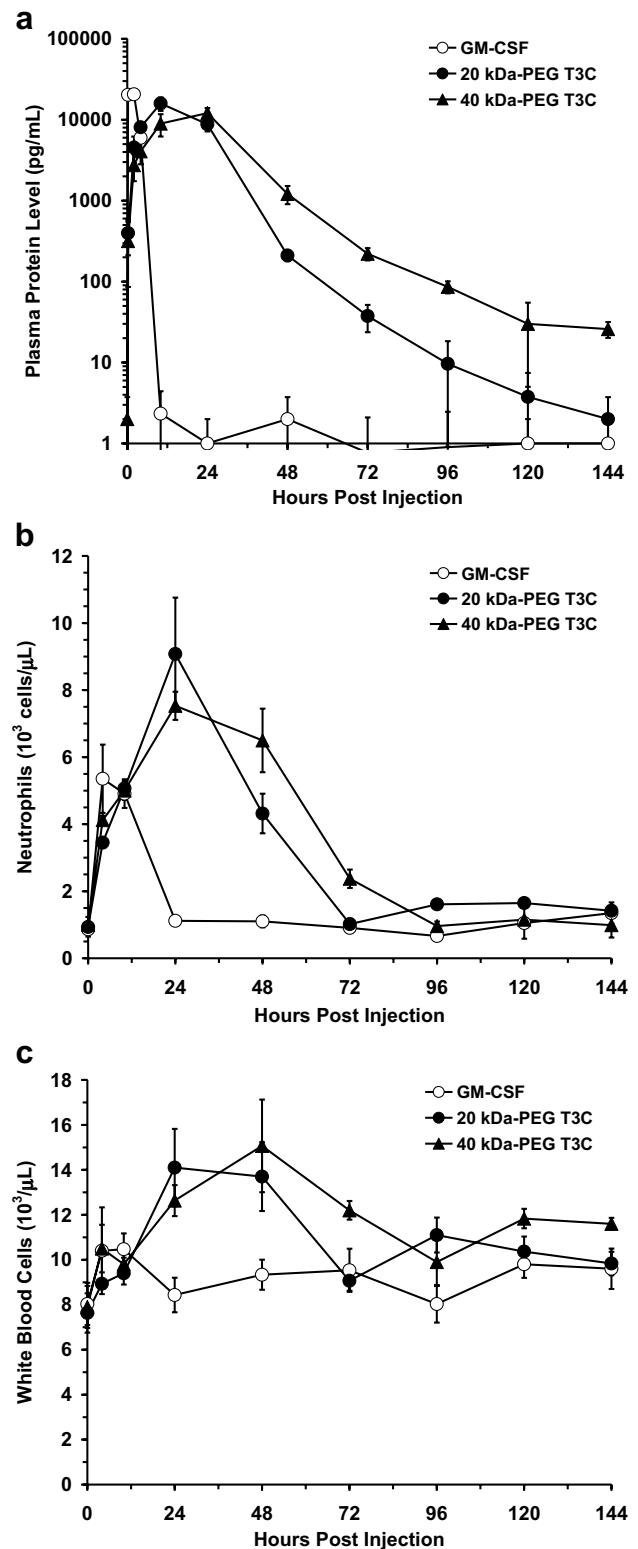 a
GM-CSF
20 kDa-PEG T3C
40 kDa-PEG T3C
Plasma Protein Level (pg/mL)
100000
10000
1000
100
10
1
0 24 48 72 96 120 144
Hours Post Injection
b
GM-CSF
20 kDa-PEG T3C
40 kDa-PEG T3C
Neutrophils (10³ cells/μL)
12
10
8
6
4
2
0
0 24 48 72 96 120 144
Hours Post Injection
c
GM-CSF
20 kDa-PEG T3C
40 kDa-PEG T3C
White Blood Cells (10³/μL)
18
16
14
12
10
8
6
4
2
0
0 24 48 72 96 120 144
Hours Post Injection